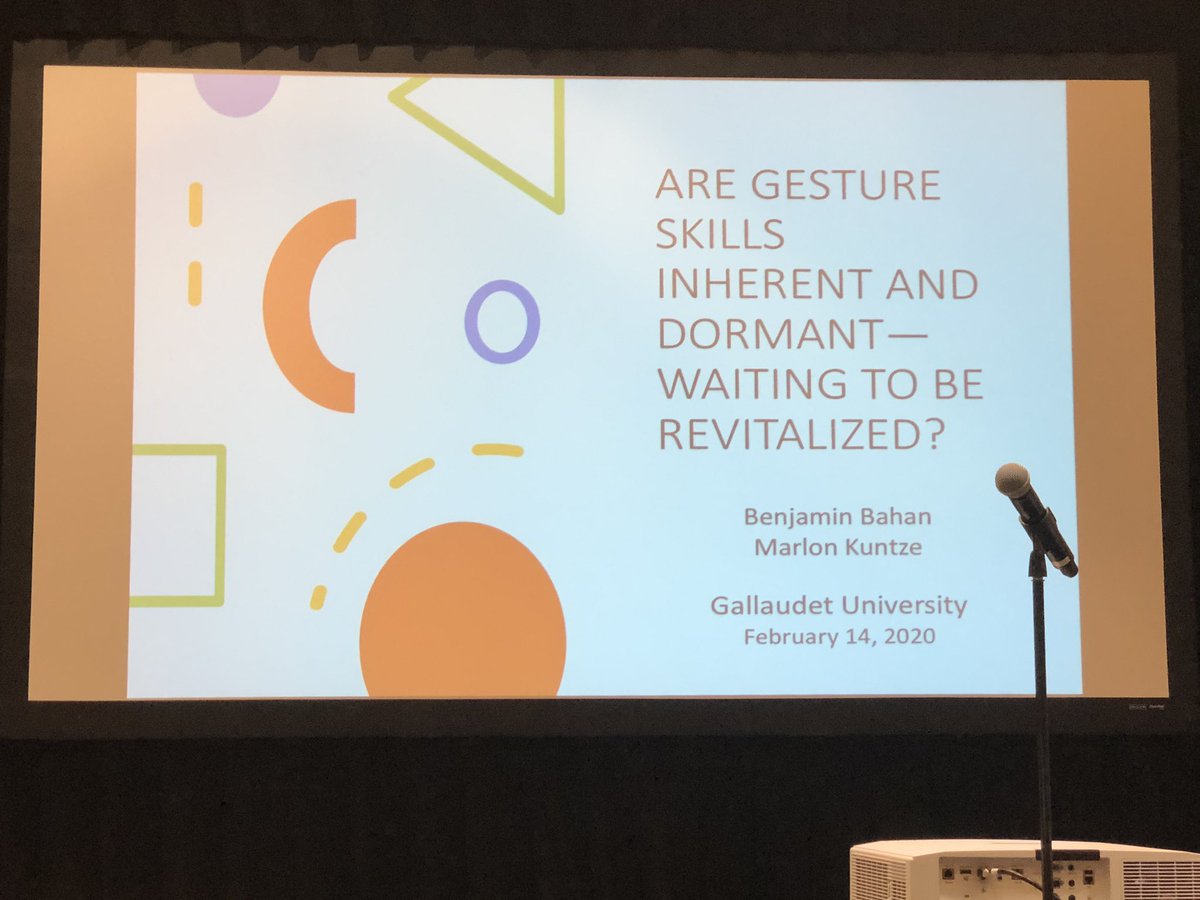 ARE GESTURE
SKILLS
INHERENT AND
DORMANT—
WAITING TO BE
REVITALIZED?
Benjamin Bahan
Marlon Kuntze
Gallaudet University
February 14, 2020